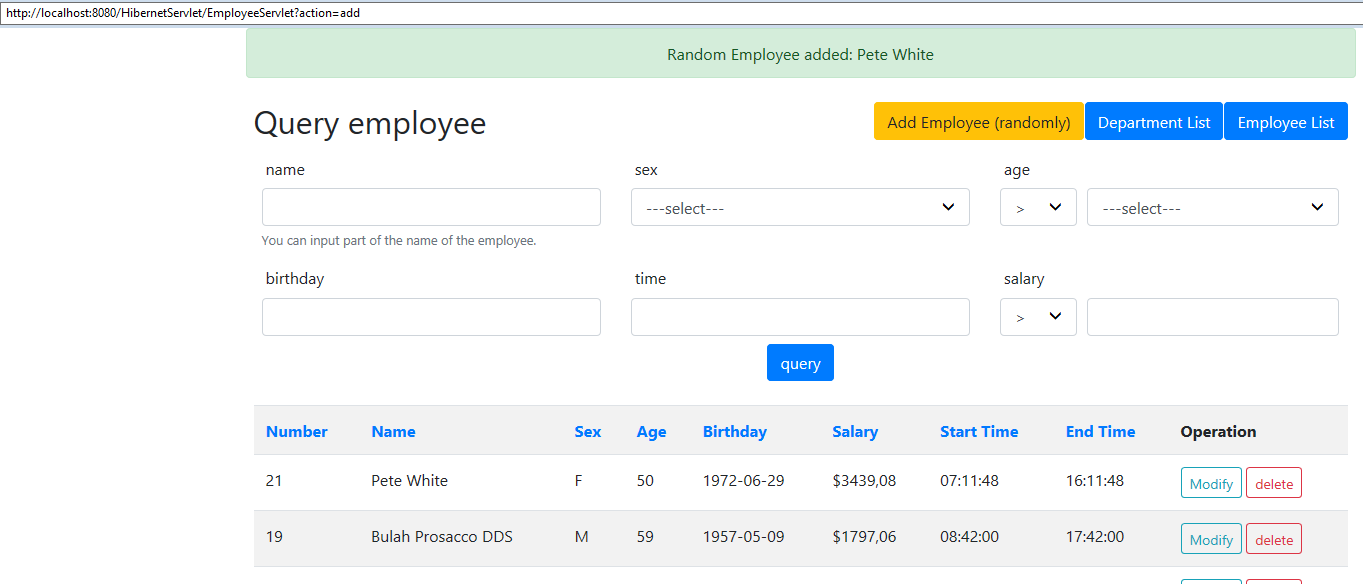 http://localhost:8080/HibernetServlet/EmployeeServlet?action=add
Random Employee added: Pete White
Query employee
Add Employee (randomly) Department List Employee List
name sex age
---select--- > ---select---
You can input part of the name of the employee.
birthday time salary
>
query
Number Name Sex Age Birthday Salary Start Time End Time Operation
21 Pete White F 50 1972-06-29 $3439,08 07:11:48 16:11:48 Modify delete
19 Bulah Prosacco DDS M 59 1957-05-09 $1797,06 08:42:00 17:42:00 Modify delete